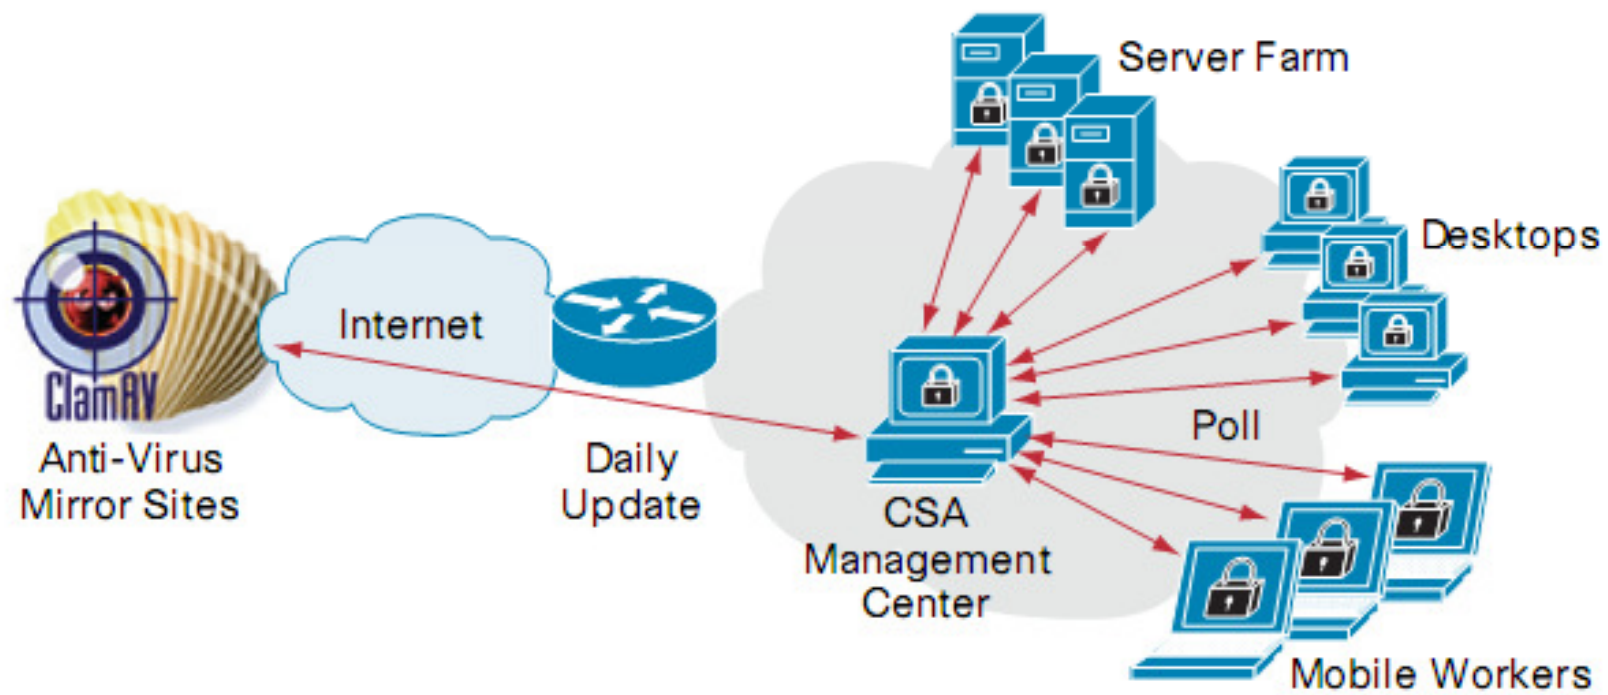 Server Farm
Desktops
Internet
ClamAV
Poll
Anti-Virus
Mirror Sites
Daily
Update
CSA
Management
Center
Mobile Workers